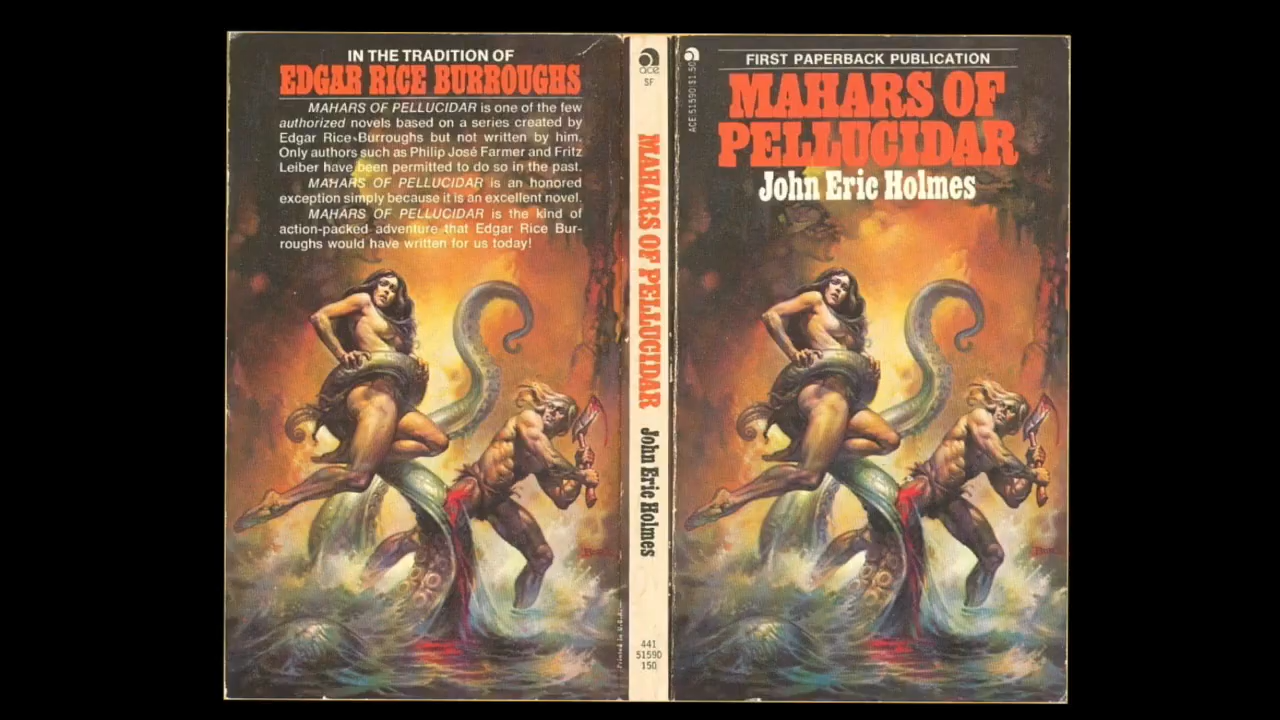 IN THE TRADITION OF
EDGAR RICE BURROUGHS
MAHARS OF PELLUCIDAR is one of the few
authorized novels based on a series created by
Edgar Rice Burroughs but not written by him.
Only authors such as Philip José Farmer and Fritz
Leiber have been permitted to do so in the past.
MAHARS OF PELLUCIDAR is an honored
exception simply because it is an excellent novel.
MAHARS OF PELLUCIDAR is the kind of
action-packed adventure that Edgar Rice Bur-
roughs would have written for us today!
Printed in U.S.A.
ace
SF
MAHARS OF PELLUCIDAR
John Eric Holmes
441
51590
150
ACE 51590 $1.50
FIRST PAPERBACK PUBLICATION
MAHARS OF
PELLUCIDAR
John Eric Holmes